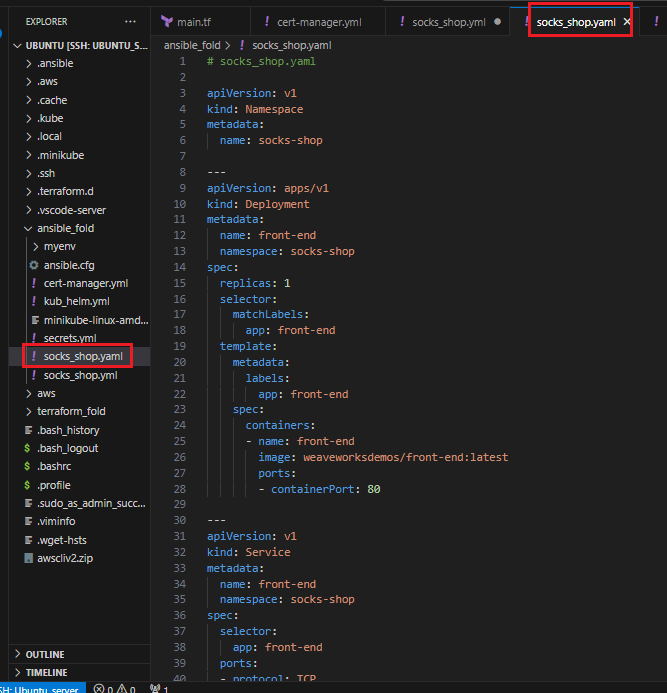 EXPLORER ...
main.tf
cert-manager.yml
socks_shop.yml
socks_shop.yaml
UBUNTU [SSH: UBUNTU_S...
.ansible
.aws
.cache
.kube
.local
.minikube
.ssh
.terraform.d
.vscode-server
ansible_fold
myenv
ansible.cfg
cert-manager.yml
kub_helm.yml
minikube-linux-amd...
secrets.yml
socks_shop.yaml
socks_shop.yml
aws
terraform_fold
.bash_history
.bash_logout
.bashrc
.profile
.sudo_as_admin_succ...
.viminfo
.wget-hsts
awscliv2.zip
OUTLINE
TIMELINE
ansible_fold > ! socks_shop.yaml
1 # socks_shop.yaml
2
3 apiVersion: v1
4 kind: Namespace
5 metadata:
6 name: socks-shop
7
8 ---
9 apiVersion: apps/v1
10 kind: Deployment
11 metadata:
12 name: front-end
13 namespace: socks-shop
14 spec:
15 replicas: 1
16 selector:
17 matchLabels:
18 app: front-end
19 template:
20 metadata:
21 labels:
22 app: front-end
23 spec:
24 containers:
25 - name: front-end
26 image: weaveworksdemos/front-end:latest
27 ports:
28 - containerPort: 80
29
30 ---
31 apiVersion: v1
32 kind: Service
33 metadata:
34 name: front-end
35 namespace: socks-shop
36 spec:
37 selector:
38 app: front-end
39 ports:
40 - protocol: TCP
SH: Ubuntu_server 0 0 1